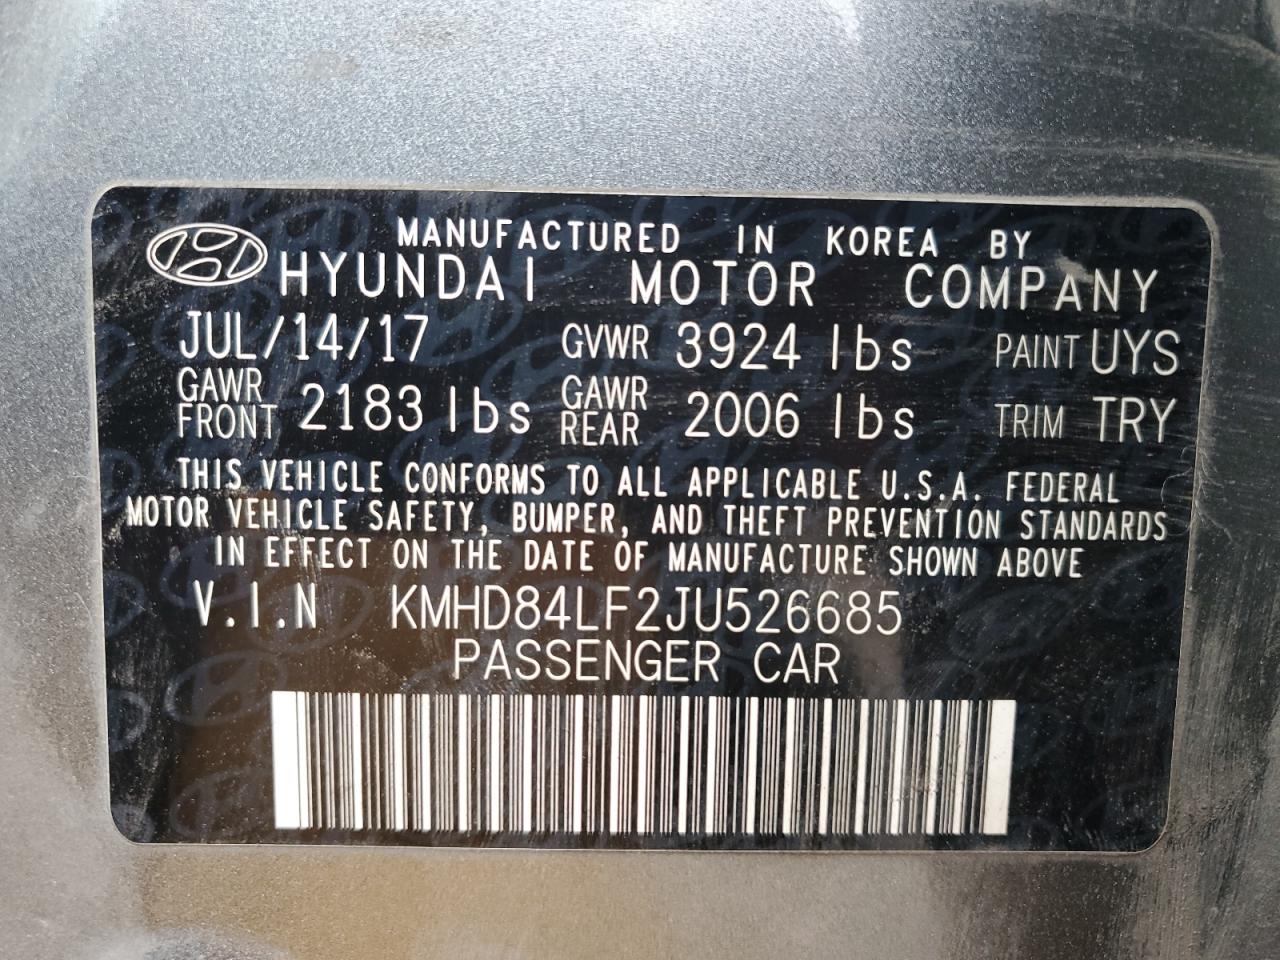 MANUFACTURED IN KOREA BY
HYUNDAI MOTOR COMPANY
JUL/14/17 GVWR 3924 lbs PAINT UYS
GAWR FRONT 2183 lbs GAWR REAR 2006 lbs TRIM TRY
THIS VEHICLE CONFORMS TO ALL APPLICABLE U.S.A. FEDERAL
MOTOR VEHICLE SAFETY, BUMPER, AND THEFT PREVENTION STANDARDS
IN EFFECT ON THE DATE OF MANUFACTURE SHOWN ABOVE
V.I.N KMHD84LF2JU526685
PASSENGER CAR